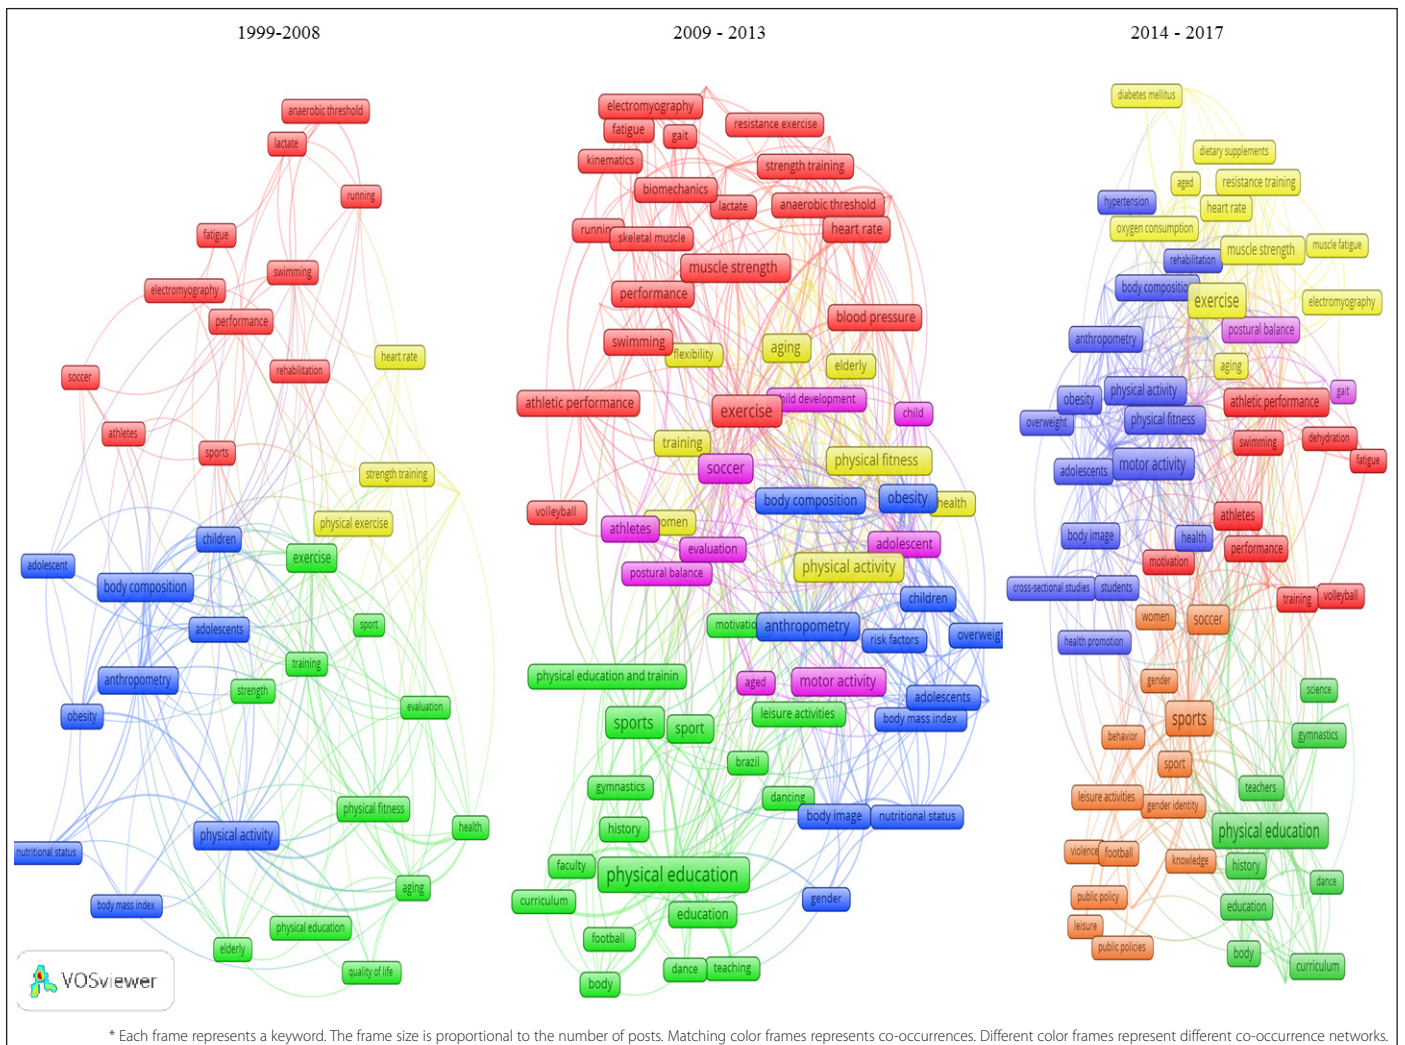 1999-2008
2009 - 2013
2014 - 2017
anaerobic threshold
lactate
running
fatigue
swimming
electromyography
performance
heart rate
rehabilitation
soccer
athletes
sports
strength training
physical exercise
children
exercise
adolescent
body composition
sport
adolescents
training
anthropometry
strength
evaluation
obesity
physical fitness
health
physical activity
nutritional status
aging
body mass index
physical education
elderly
quality of life
VOSviewer
electromyography
resistance exercise
fatigue
gait
kinematics
strength training
biomechanics
lactate
anaerobic threshold
runnin
skeletal muscle
heart rate
muscle strength
performance
blood pressure
swimming
flexibility
aging
elderly
athletic performance
exercise
hild development
child
training
soccer
physical fitness
body composition
obesity
health
volleyball
athletes
omen
evaluation
adolescent
postural balance
physical activity
children
motivatio
anthropometry
risk factors
overweigh
physical education and trainin
aged
motor activity
adolescents
sports
sport
leisure activities
body mass index
brazil
gymnastics
dancing
body image
nutritional status
history
faculty
physical education
curriculum
education
gender
football
dance
teaching
body
diabetes mellitus
dietary supplements
aged
resistance training
hypertension
heart rate
oxygen consumption
muscle strength
muscle fatigue
rehabilitation
body compositio
exercise
electromyography
postural balance
anthropometry
aging
physical activity
gait
obesity
athletic performance
overweight
physical fitness
swimming
dehydration
fatigue
adolescents
motor activity
athletes
body image
health
performance
motivation
cross-sectional studies
students
training
volleyball
women
soccer
health promotion
gender
science
sports
behavior
gymnastics
sport
teachers
leisure activities
gender identity
physical education
violence
football
knowledge
history
dance
public policy
education
leisure
public policies
body
curriculum
* Each frame represents a keyword. The frame size is proportional to the number of posts. Matching color frames represents co-occurrences. Different color frames represent different co-occurrence networks.